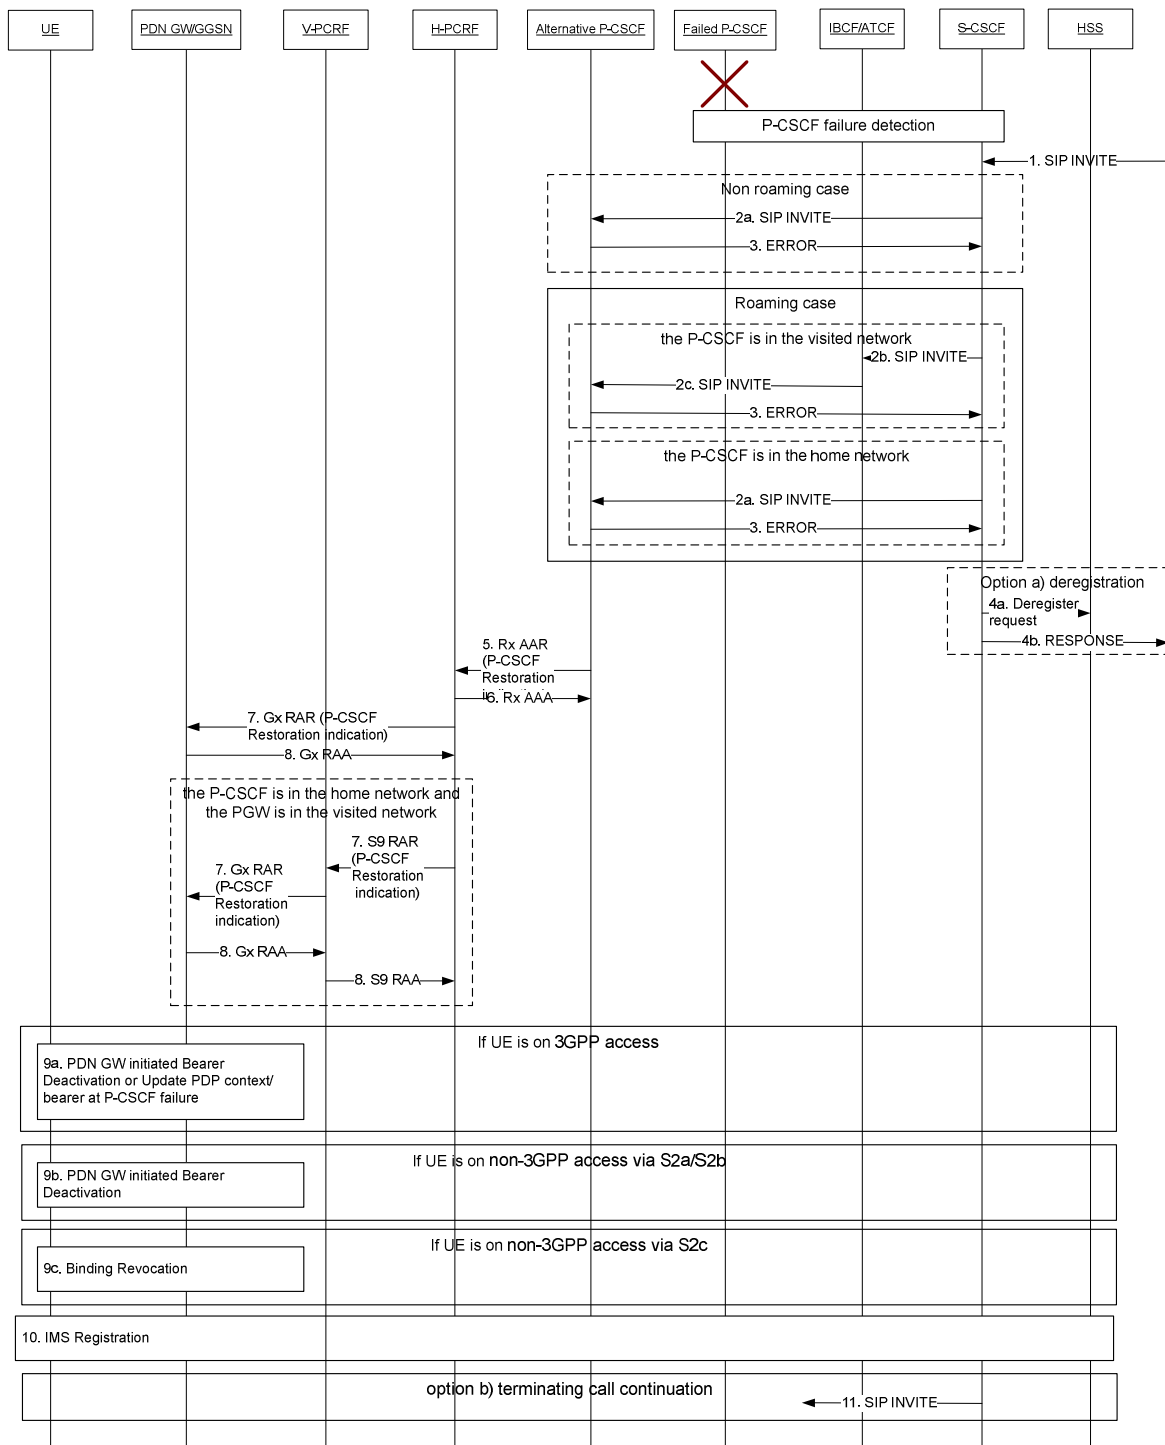 UE
PDN GW/GGSN
V-PCRF
H-PCRF
Alternative P-CSCF
Failed P-CSCF
IBCF/ATCF
S-CSCF
HSS
P-CSCF failure detection
1. SIP INVITE
Non roaming case
2a. SIP INVITE
3. ERROR
Roaming case
the P-CSCF is in the visited network
2b. SIP INVITE
2c. SIP INVITE
3. ERROR
the P-CSCF is in the home network
2a. SIP INVITE
3. ERROR
Option a) deregistration
4a. Deregister
request
4b. RESPONSE
5. Rx AAR
(P-CSCF
Restoration
6. Rx AAA
7. Gx RAR (P-CSCF
Restoration indication)
8. Gx RAA
the P-CSCF is in the home network and
the PGW is in the visited network
7. S9 RAR
(P-CSCF
Restoration
indication)
7. Gx RAR
(P-CSCF
Restoration
indication)
8. Gx RAA
8. S9 RAA
If UE is on 3GPP access
9a. PDN GW initiated Bearer
Deactivation or Update PDP context/
bearer at P-CSCF failure
If UE is on non-3GPP access via S2a/S2b
9b. PDN GW initiated Bearer
Deactivation
If UE is on non-3GPP access via S2c
9c. Binding Revocation
10. IMS Registration
option b) terminating call continuation
11. SIP INVITE